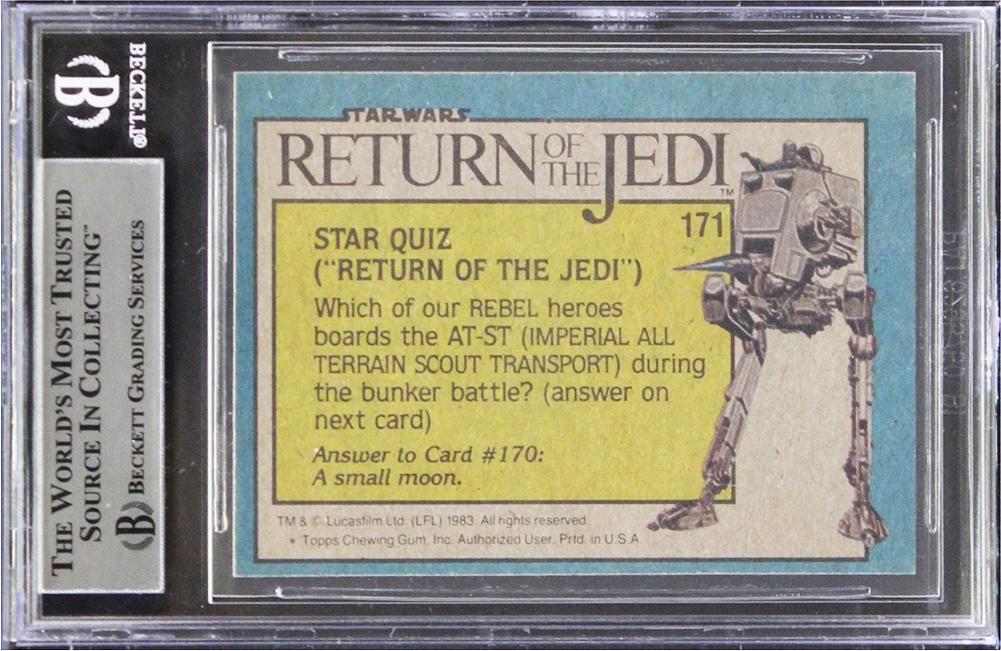 BECKETT®
B
THE WORLD'S MOST TRUSTED
SOURCE IN COLLECTING™
B BECKETT GRADING SERVICES
STAR WARS
RETURN OF THE JEDI™
171
STAR QUIZ
("RETURN OF THE JEDI")
Which of our REBEL heroes
boards the AT-ST (IMPERIAL ALL
TERRAIN SCOUT TRANSPORT) during
the bunker battle? (answer on
next card)
Answer to Card #170:
A small moon.
TM & © Lucasfilm Ltd. (LFL) 1983. All rights reserved
* Topps Chewing Gum, Inc. Authorized User. Prtd. in U.S.A.